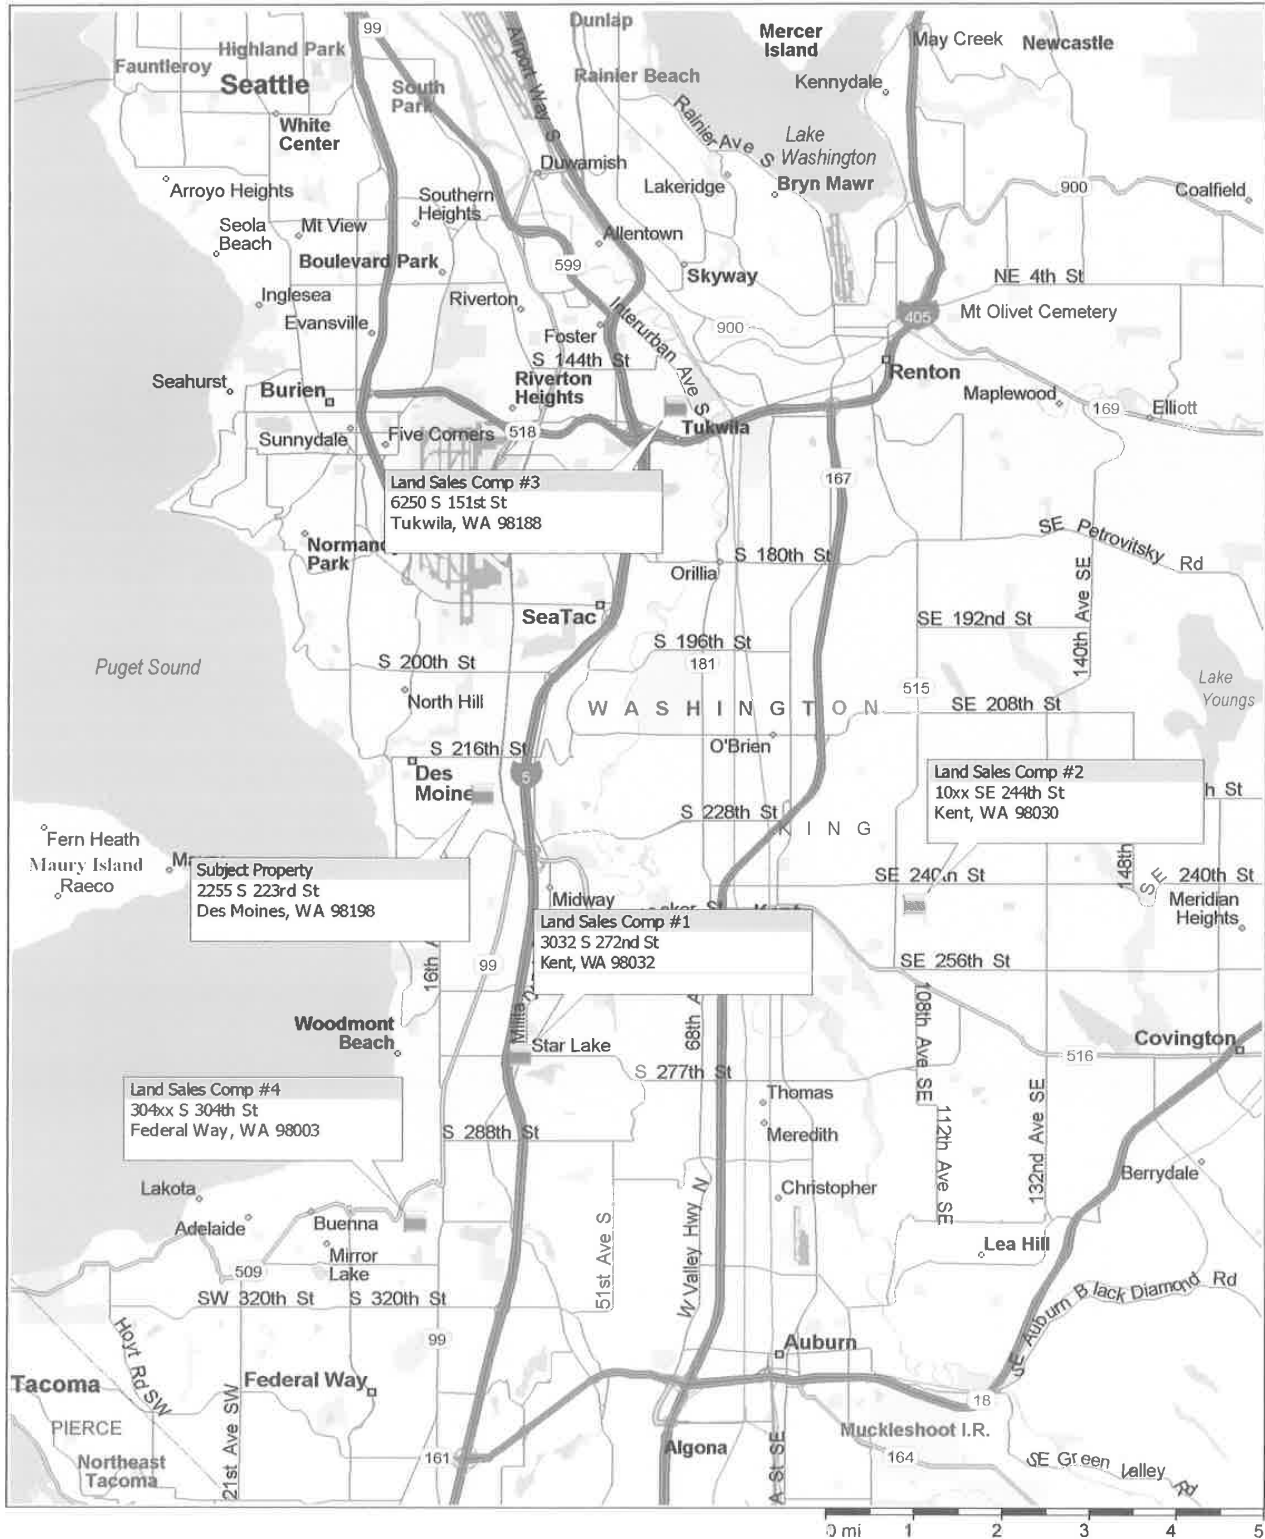 99
Dunlap
Mercer
Island
May Creek
Newcastle
Highland Park
Fauntleroy
Seattle
South
Park
Airport Way S
Rainier Beach
Kennydale
White
Center
Rainier Ave S
Lake
Washington
Duwamish
Arroyo Heights
Southern
Heights
Lakeridge
Bryn Mawr
900
Coalfield
Seola
Beach
Mt View
Allentown
Boulevard Park
599
Skyway
NE 4th St
Inglesea
Riverton
Interurban Ave S
900
405
Mt Olivet Cemetery
Evansville
Foster
S 144th St
Seahurst
Burien
Riverton
Heights
Renton
Maplewood
169
Elliott
Sunnydale
Five Corners
518
Tukwila
Land Sales Comp #3
6250 S 151st St
Tukwila, WA 98188
167
Norman
Park
SE Petrovitsky Rd
S 180th St
Orillia
140th Ave SE
SeaTac
SE 192nd St
S 196th St
Puget Sound
S 200th St
181
515
Lake
Youngs
North Hill
WASHINGTON
SE 208th St
S 216th St
O'Brien
Des
Moine
5
Land Sales Comp #2
10xx SE 244th St
Kent, WA 98030
h St
S 228th St
KING
Fern Heath
Maury Island
Raeco
Subject Property
2255 S 223rd St
Des Moines, WA 98198
SE 240th St
148th
SE 240th St
Midway
Meridian
Heights
Land Sales Comp #1
3032 S 272nd St
Kent, WA 98032
16th
99
SE 256th St
68th
108th Ave SE
Woodmont
Beach
Star Lake
Covington
516
S 277th St
Land Sales Comp #4
304xx S 304th St
Federal Way, WA 98003
Thomas
Meredith
S 288th St
112th Ave SE
132nd Ave SE
Berrydale
Lakota
Christopher
Adelaide
Buenna
W Valley Hwy N
51st Ave S
Mirror
Lake
Lea Hill
509
SW 320th St
S 320th St
SE Auburn Black Diamond Rd
Hoyt Rd SW
99
Auburn
Tacoma
Federal Way
21st Ave SW
18
PIERCE
Muckleshoot I.R.
Northeast
Tacoma
161
Algona
A St SE
164
SE Green Valley Rd
0 mi 1 2 3 4 5